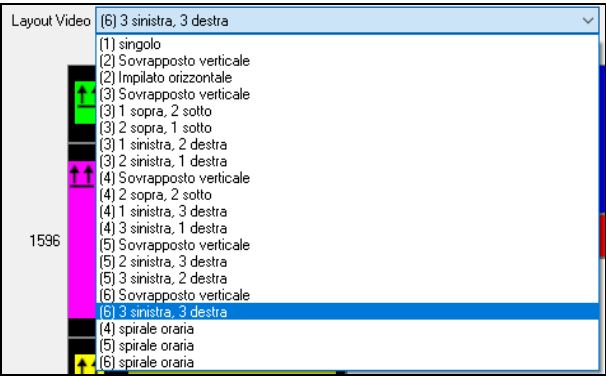 Layout Video (6) 3 sinistra, 3 destra
(1) singolo
(2) Sovrapposto verticale
(2) Impilato orizzontale
(3) Sovrapposto verticale
(3) 1 sopra, 2 sotto
(3) 2 sopra, 1 sotto
(3) 1 sinistra, 2 destra
(3) 2 sinistra, 1 destra
(4) Sovrapposto verticale
(4) 2 sopra, 2 sotto
(4) 1 sinistra, 3 destra
(4) 3 sinistra, 1 destra
1596
(5) Sovrapposto verticale
(5) 2 sinistra, 3 destra
(5) 3 sinistra, 2 destra
(6) Sovrapposto verticale
(6) 3 sinistra, 3 destra
(4) spirale oraria
(5) spirale oraria
(6) spirale oraria